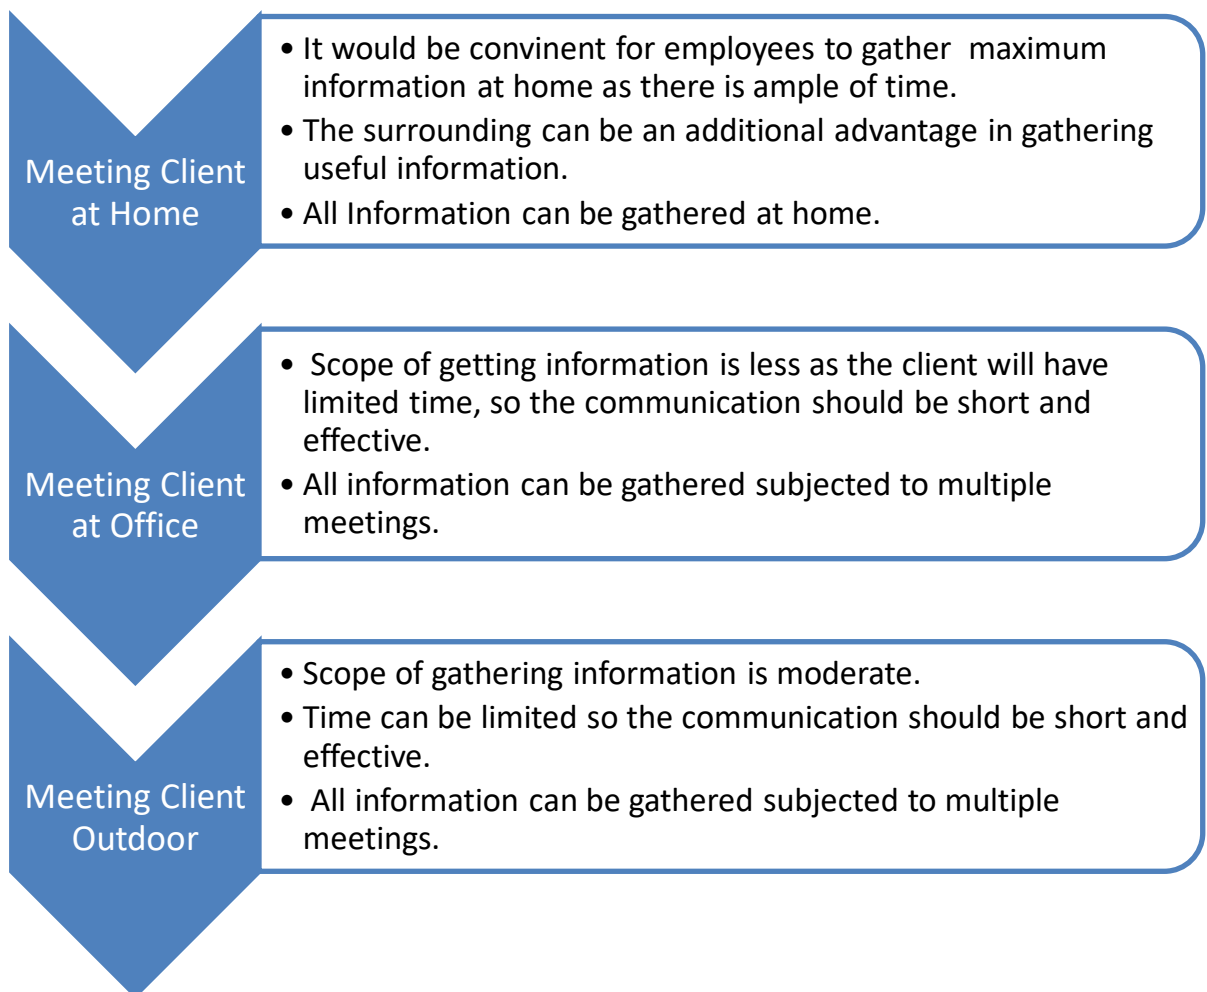 Meeting Client
at Home
• It would be convinent for employees to gather  maximum
information at home as there is ample of time.
• The surrounding can be an additional advantage in gathering
useful information.
• All Information can be gathered at home.
Meeting Client
at Office
•  Scope of getting information is less as the client will have
limited time, so the communication should be short and
effective.
• All information can be gathered subjected to multiple
meetings.
Meeting Client
Outdoor
• Scope of gathering information is moderate.
• Time can be limited so the communication should be short and
effective.
•  All information can be gathered subjected to multiple
meetings.